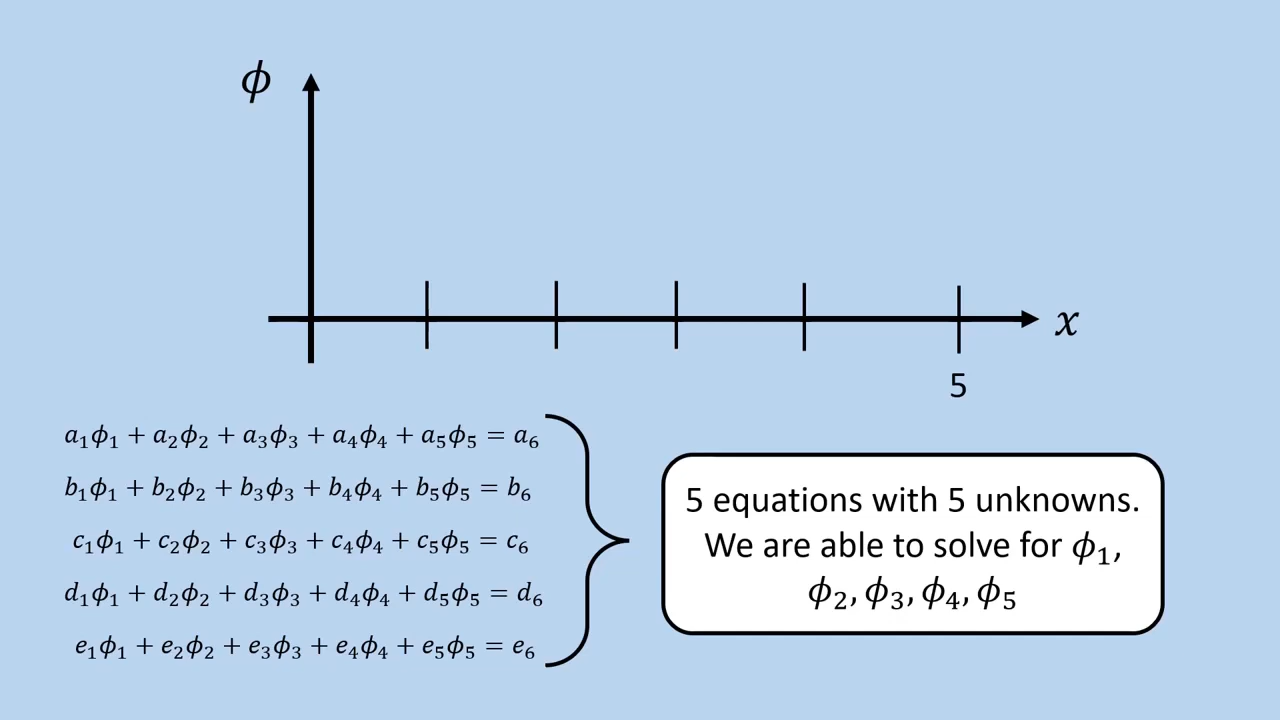 ϕ
x
5
a₁ϕ₁ + a₂ϕ₂ + a₃ϕ₃ + a₄ϕ₄ + a₅ϕ₅ = a₆
b₁ϕ₁ + b₂ϕ₂ + b₃ϕ₃ + b₄ϕ₄ + b₅ϕ₅ = b₆
c₁ϕ₁ + c₂ϕ₂ + c₃ϕ₃ + c₄ϕ₄ + c₅ϕ₅ = c₆
d₁ϕ₁ + d₂ϕ₂ + d₃ϕ₃ + d₄ϕ₄ + d₅ϕ₅ = d₆
e₁ϕ₁ + e₂ϕ₂ + e₃ϕ₃ + e₄ϕ₄ + e₅ϕ₅ = e₆
5 equations with 5 unknowns.
We are able to solve for ϕ₁,
ϕ₂, ϕ₃, ϕ₄, ϕ₅